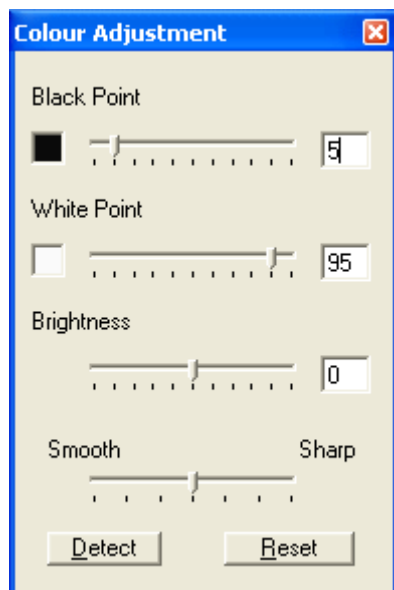 Colour Adjustment
Black Point
5
White Point
95
Brightness
0
Smooth Sharp
Detect Reset